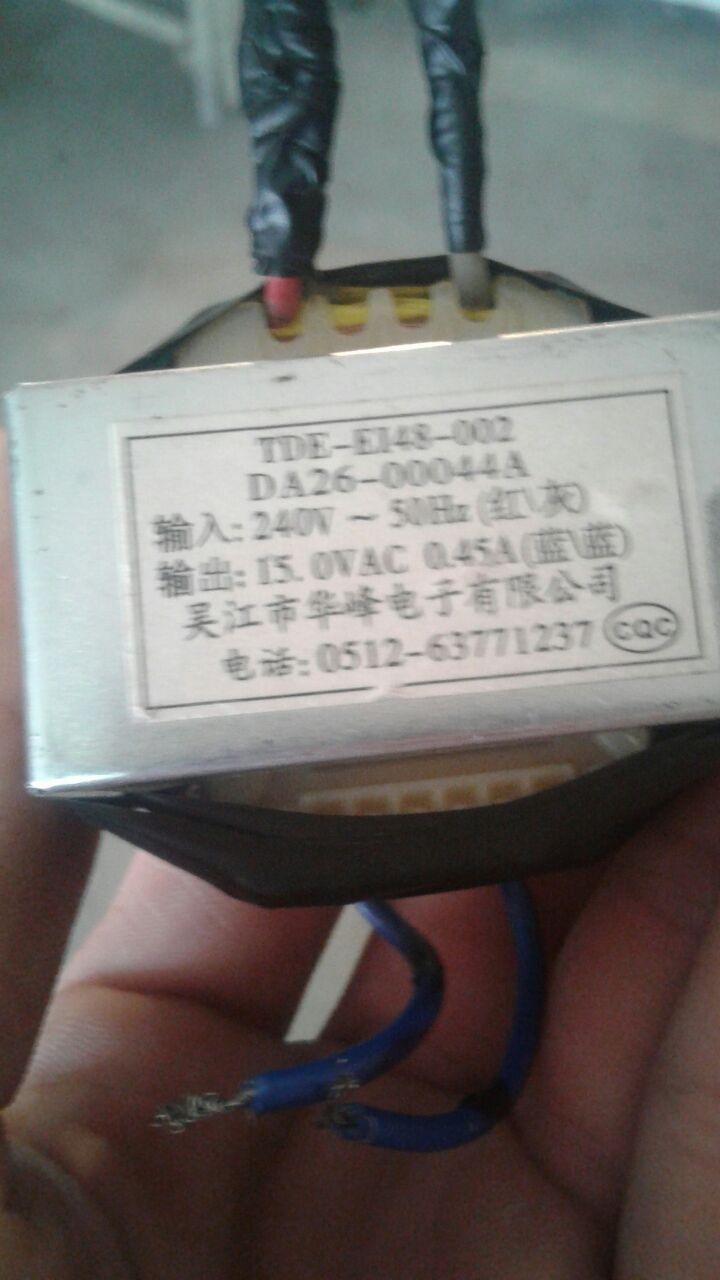 TDE-EI48-002
DA26-00044A
输入: 240V ~ 50Hz (红\灰)
输出: 15.0VAC 0.45A(蓝\蓝)
吴江市华峰电子有限公司
电话: 0512-63771237 CQC